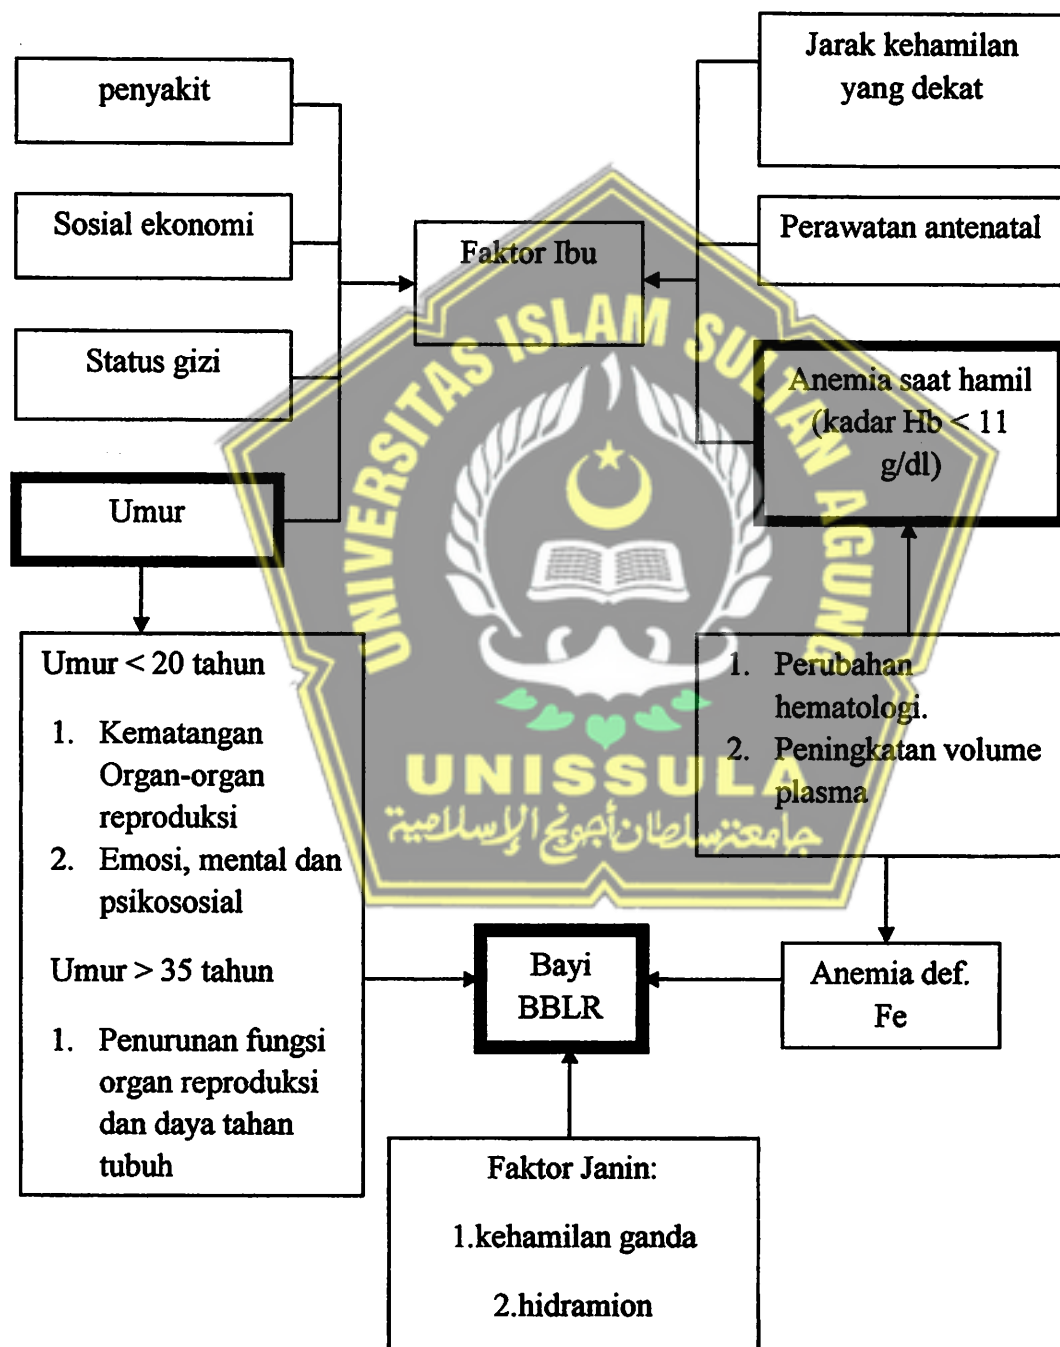 penyakit
Jarak kehamilan
yang dekat
Sosial ekonomi
Faktor Ibu
Perawatan antenatal
Status gizi
Anemia saat hamil
(kadar Hb < 11
g/dl)
Umur
UNIVERSITAS ISLAM SULTAN AGUNG
UNISSULA
جامعة سلطان أجونج الإسلامية
Umur < 20 tahun
1. Kematangan
Organ-organ
reproduksi
2. Emosi, mental dan
psikososial
Umur > 35 tahun
1. Penurunan fungsi
organ reproduksi
dan daya tahan
tubuh
1. Perubahan
hematologi.
2. Peningkatan volume
plasma
Bayi
BBLR
Anemia def.
Fe
Faktor Janin:
1.kehamilan ganda
2.hidramion